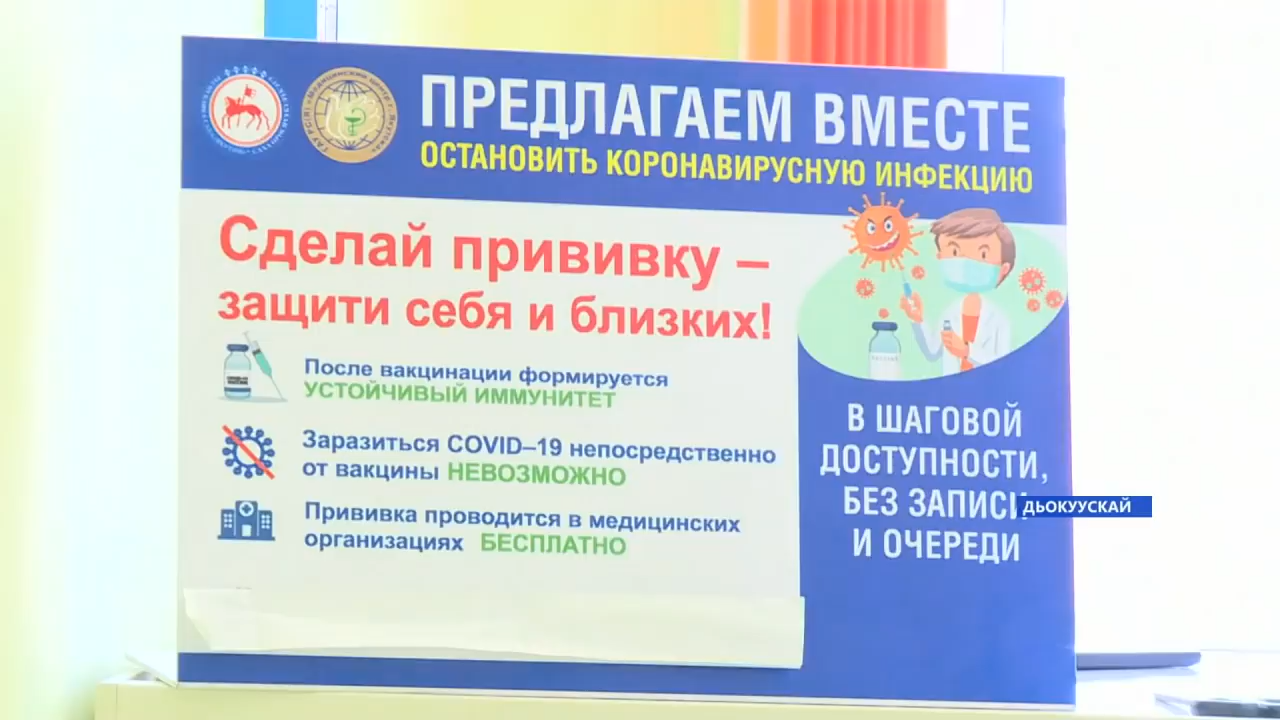 ПРЕДЛАГАЕМ ВМЕСТЕ
ОСТАНОВИТЬ КОРОНАВИРУСНУЮ ИНФЕКЦИЮ
Сделай прививку –
защити себя и близких!
После вакцинации формируется
УСТОЙЧИВЫЙ ИММУНИТЕТ
Заразиться COVID–19 непосредственно
от вакцины НЕВОЗМОЖНО
Прививка проводится в медицинских
организациях БЕСПЛАТНО
В ШАГОВОЙ
ДОСТУПНОСТИ,
БЕЗ ЗАПИСИ
И ОЧЕРЕДИ
ДЬОКУУСКАЙ